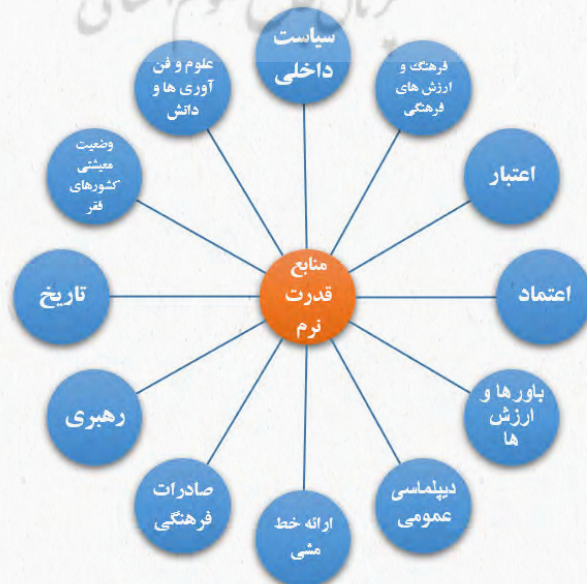 سیاست
داخلی
فرهنگ و
ارزش های
فرهنگی
اعتبار
اعتماد
باورها و
ارزش
ها
دیپلماسی
عمومی
ارائه خط
مشی
صادرات
فرهنگی
رهبری
تاریخ
وضعیت
معیشتی
کشورهای
فقر
علوم و فن
آوری ها و
دانش
منابع
قدرت
نرم